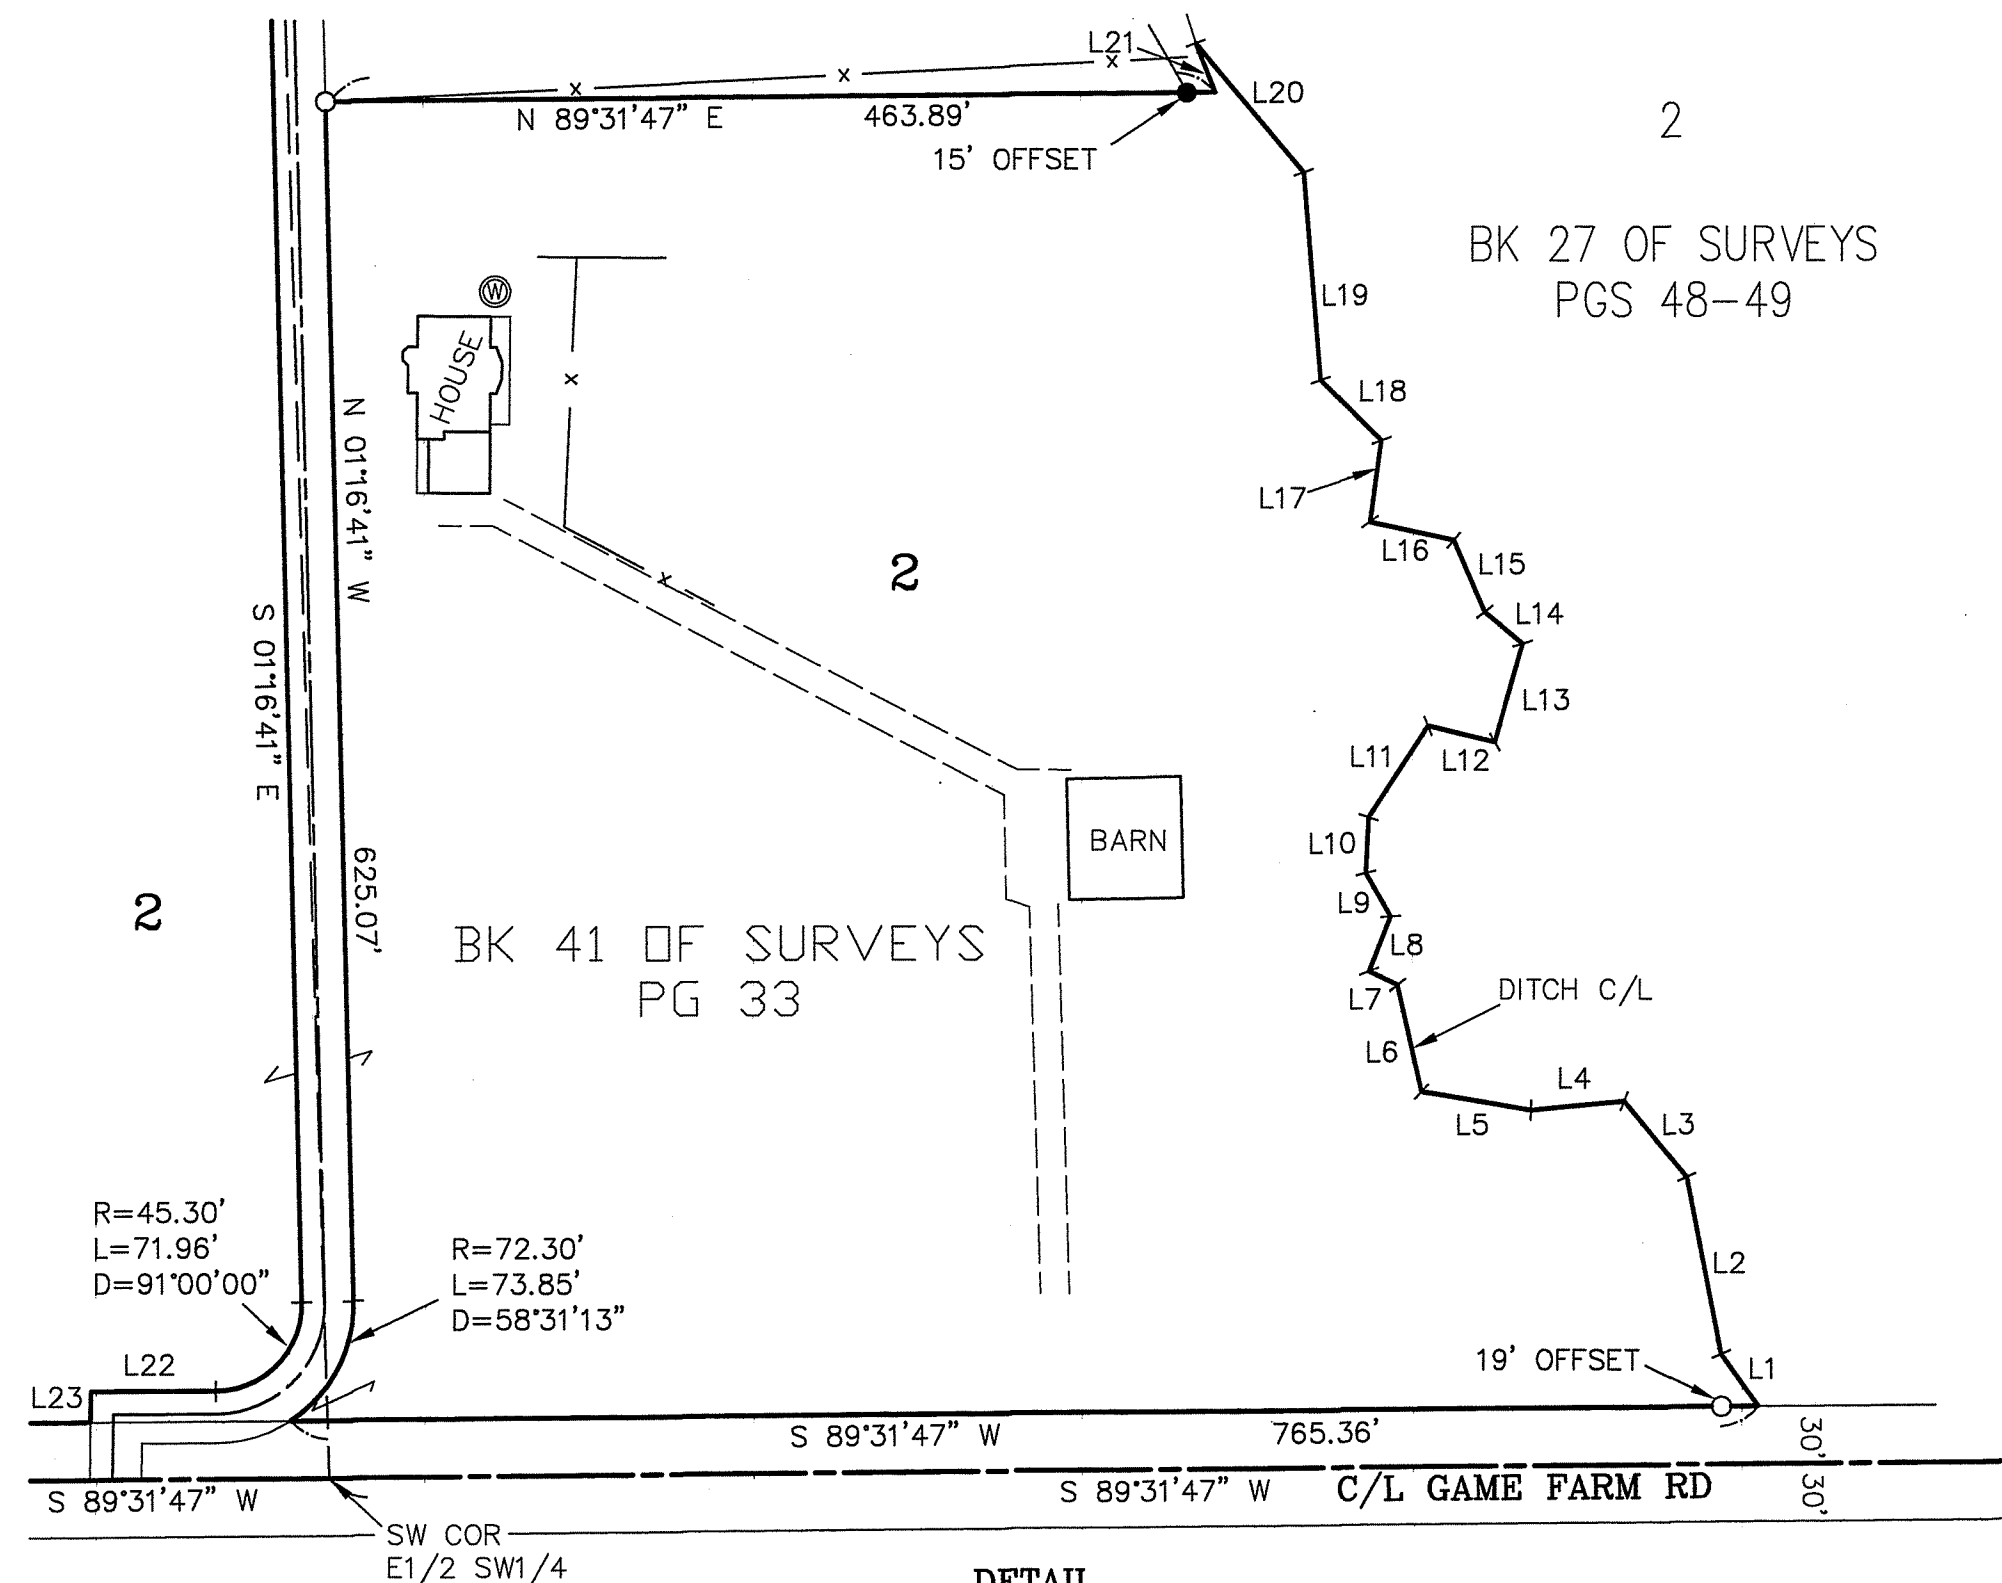 L21
L20
N 89°31'47" E 463.89'
15' OFFSET
2
BK 27 OF SURVEYS
PGS 48-49
W
HOUSE
L19
L18
N 01°16'41" W
625.07'
S 01°16'41" E
L17
L16
L15
2
L14
L13
L12
L11
BARN
L10
2
L9
L8
BK 41 OF SURVEYS
PG 33
L7
DITCH C/L
L6
L4
L5
L3
R=45.30'
L=71.96'
D=91°00'00"
R=72.30'
L=73.85'
D=58°31'13"
L2
L22
L23
19' OFFSET
L1
S 89°31'47" W 765.36'
30'
30'
S 89°31'47" W
S 89°31'47" W
C/L GAME FARM RD
SW COR
E1/2 SW1/4
DETAIL